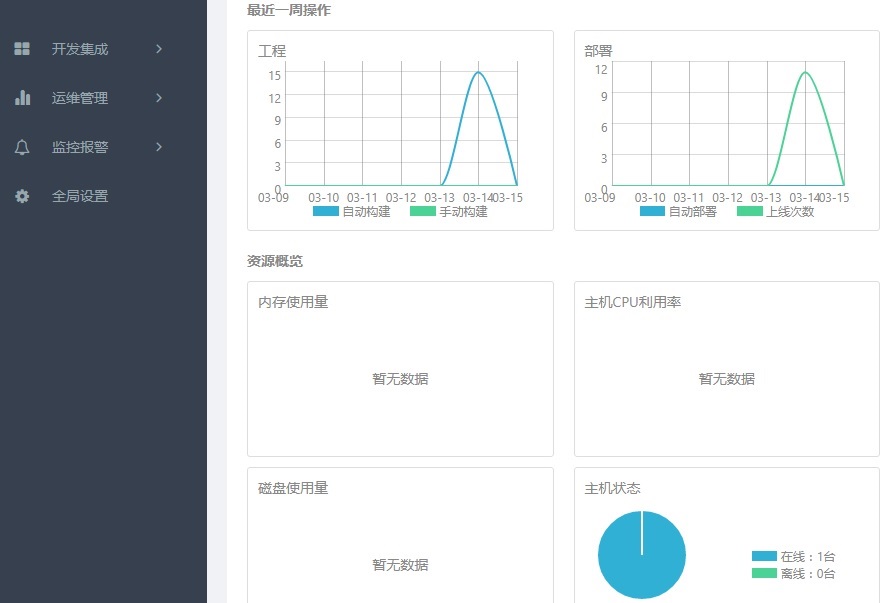 开发集成
运维管理
监控报警
全局设置
最近一周操作
工程
15
12
9
6
3
0
03-09 03-10 03-11 03-12 03-13 03-14 03-15
自动构建 手动构建
部署
12
9
6
3
0
03-09 03-10 03-11 03-12 03-13 03-14 03-15
自动部署 上线次数
资源概览
内存使用量
暂无数据
主机CPU利用率
暂无数据
磁盘使用量
暂无数据
主机状态
在线：1台
离线：0台